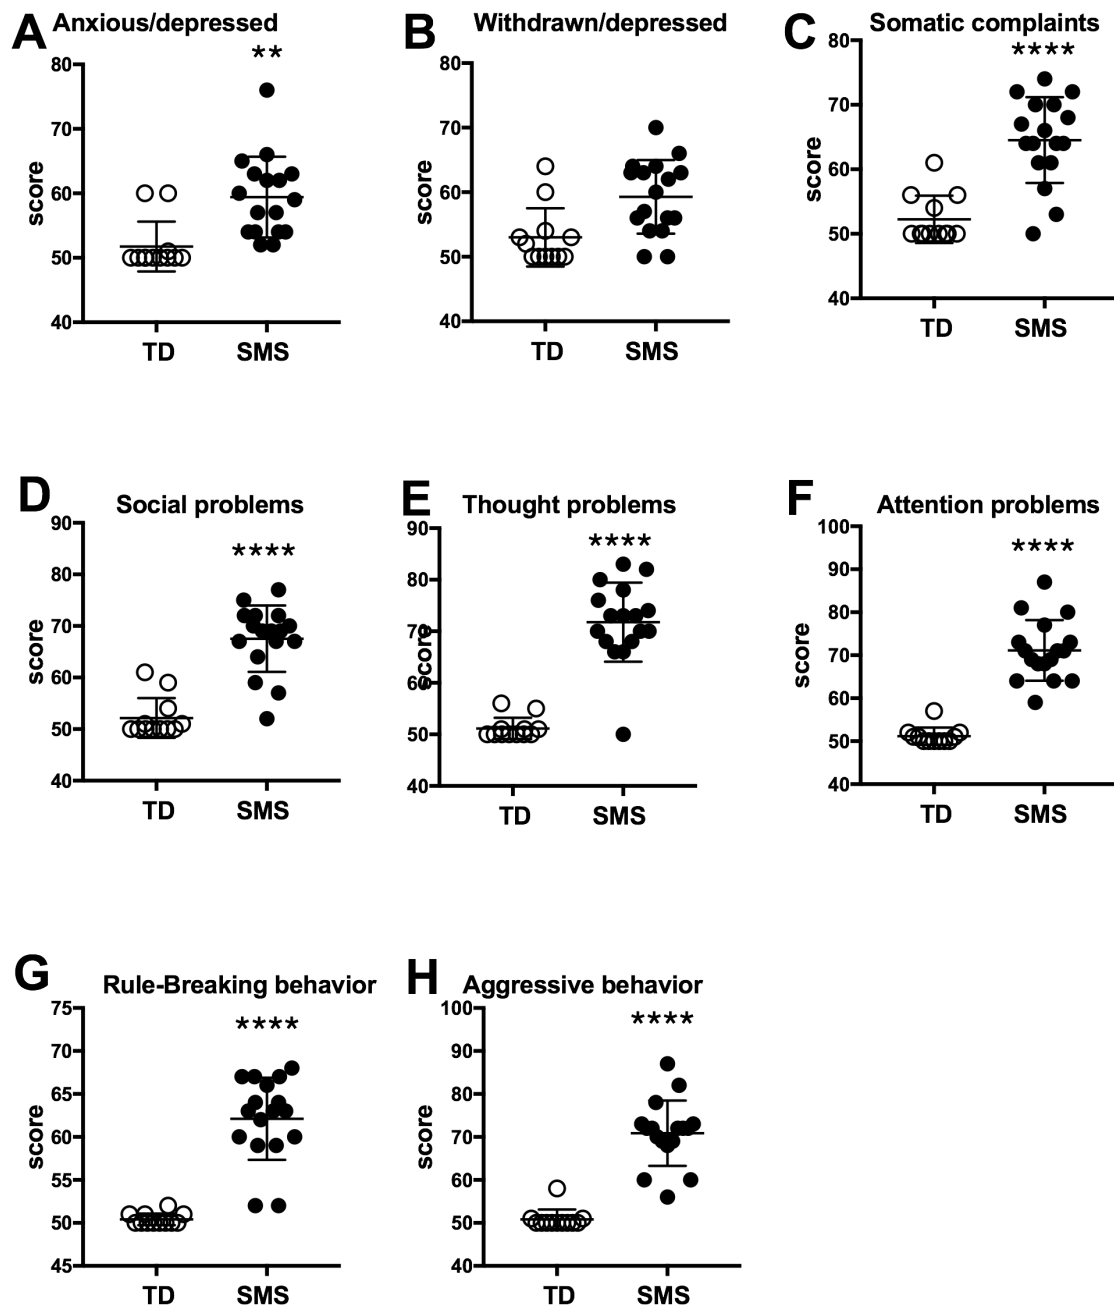 A Anxious/depressed
**
80
70
60
50
40
score
TD SMS
B Withdrawn/depressed
80
70
60
50
40
score
TD SMS
C Somatic complaints
****
80
70
60
50
40
score
TD SMS
D Social problems
****
90
80
70
60
50
40
score
TD SMS
E Thought problems
****
90
80
70
60
50
40
score
TD SMS
F Attention problems
****
100
90
80
70
60
50
40
score
TD SMS
G Rule-Breaking behavior
****
75
70
65
60
55
50
45
score
TD SMS
H Aggressive behavior
****
100
90
80
70
60
50
40
score
TD SMS